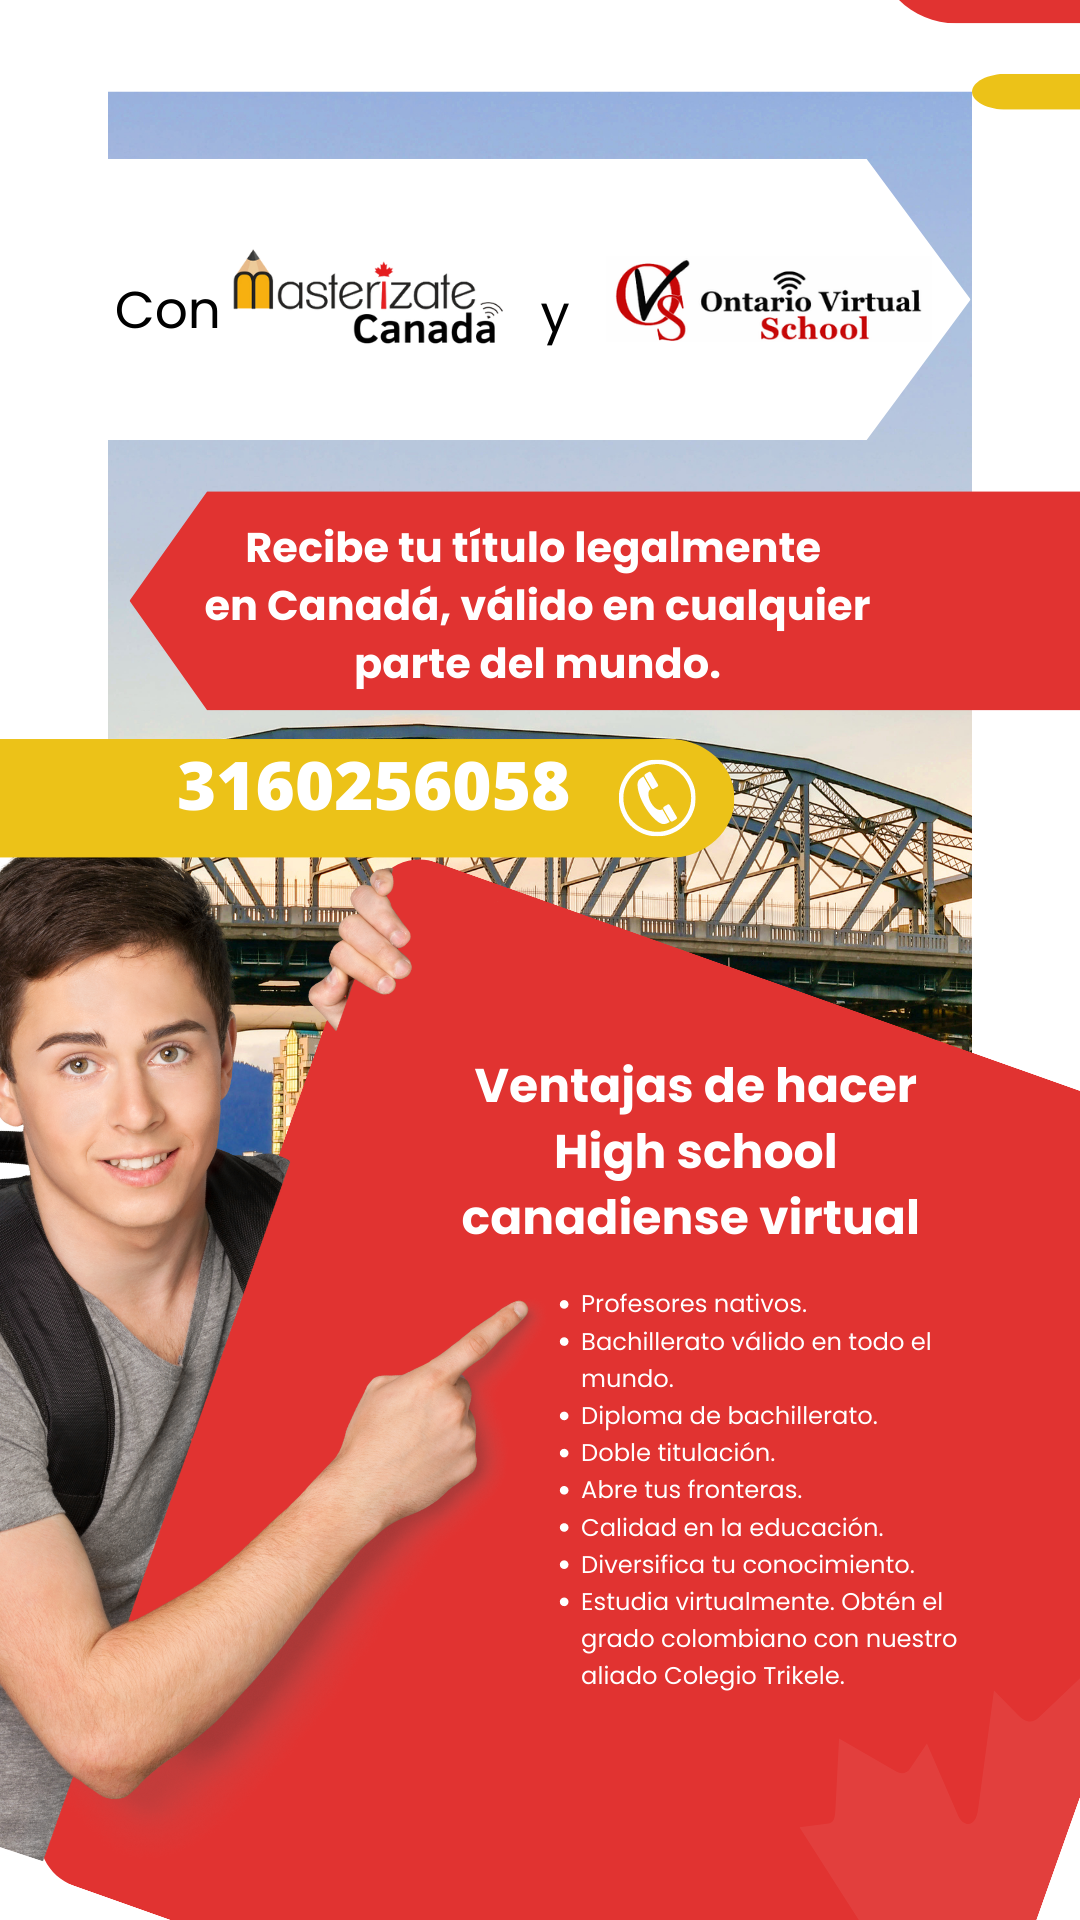 Con
Masterizate
Canada
y
OVS
Ontario Virtual
School
Recibe tu título legalmente
en Canadá, válido en cualquier
parte del mundo.
3160256058
Ventajas de hacer
High school
canadiense virtual
• Profesores nativos.
• Bachillerato válido en todo el
mundo.
• Diploma de bachillerato.
• Doble titulación.
• Abre tus fronteras.
• Calidad en la educación.
• Diversifica tu conocimiento.
• Estudia virtualmente. Obtén el
grado colombiano con nuestro
aliado Colegio Trikele.